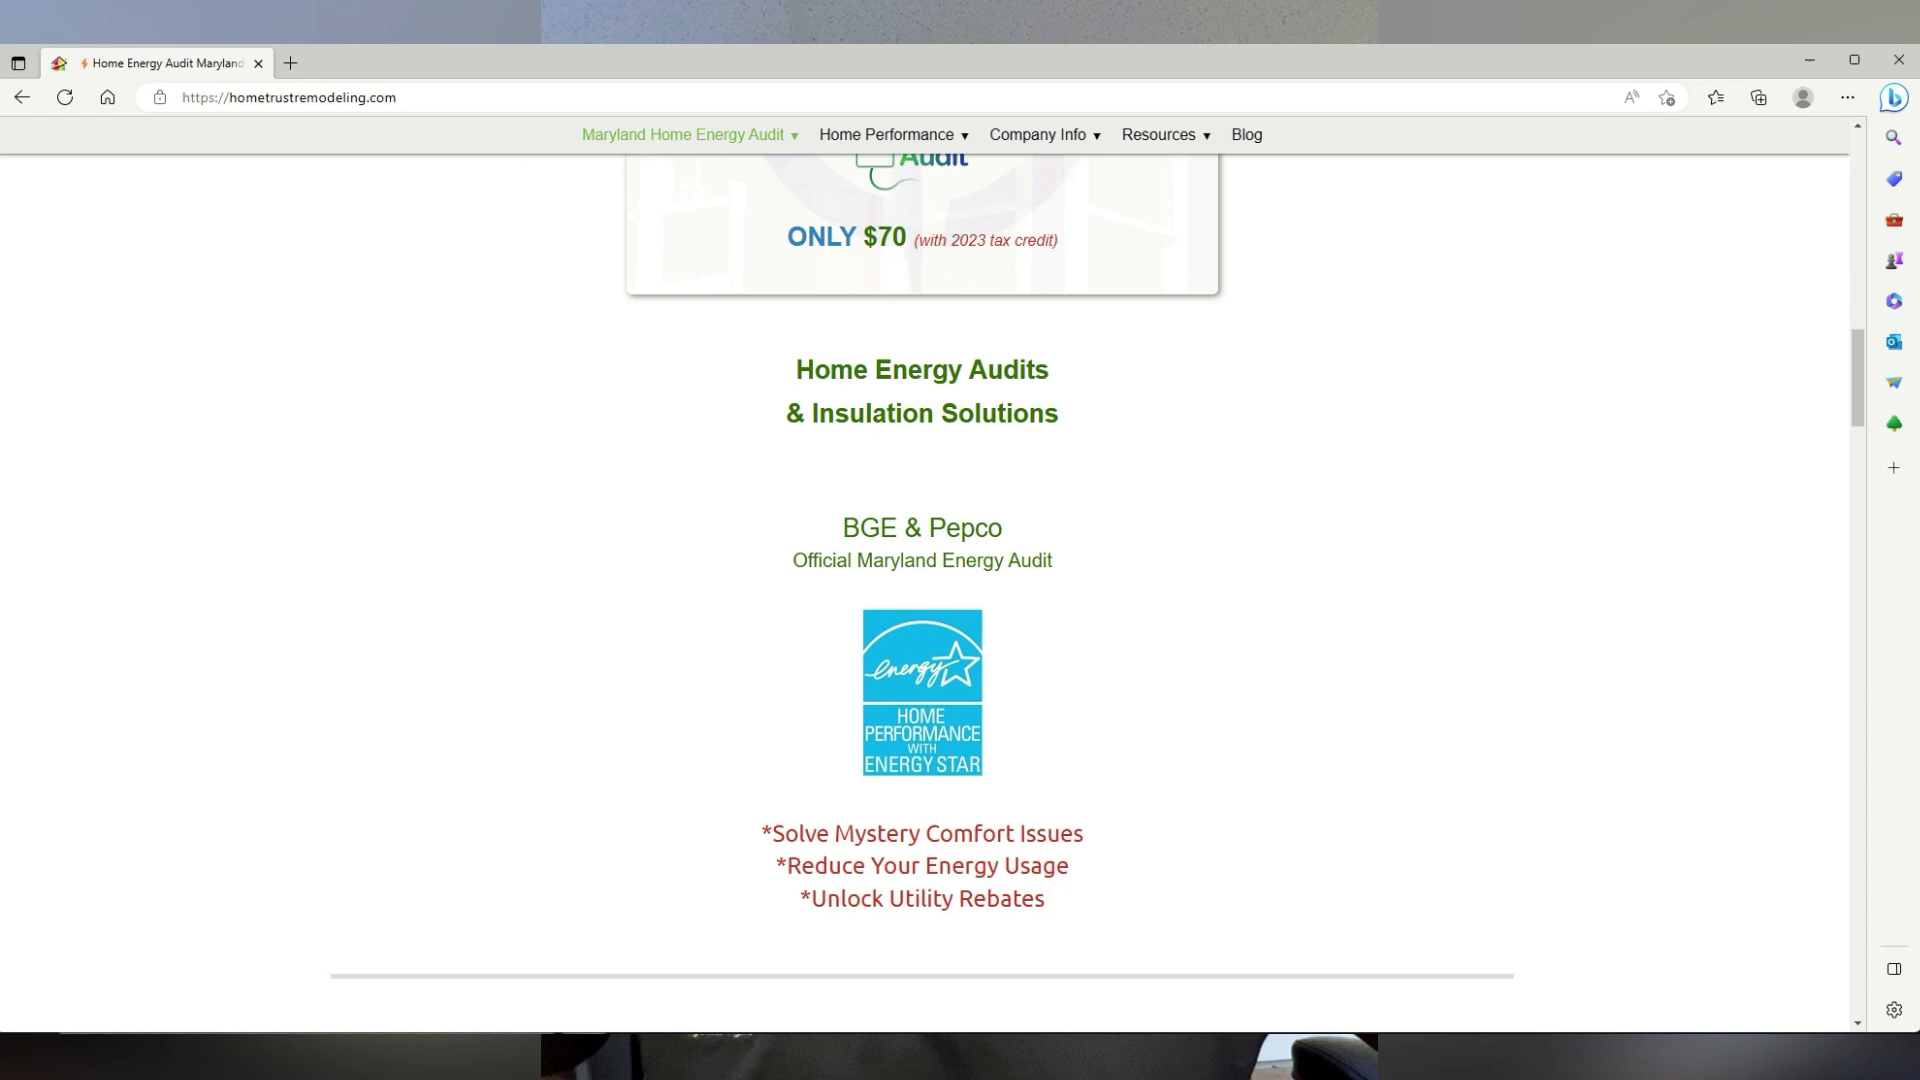 Home Energy Audit Maryland
https://hometrustremodeling.com
Maryland Home Energy Audit ▼ Home Performance ▼ Company Info ▼ Resources ▼ Blog
Audit
ONLY $70 (with 2023 tax credit)
Home Energy Audits
& Insulation Solutions
BGE & Pepco
Official Maryland Energy Audit
energy
HOME
PERFORMANCE
WITH
ENERGY STAR
*Solve Mystery Comfort Issues
*Reduce Your Energy Usage
*Unlock Utility Rebates